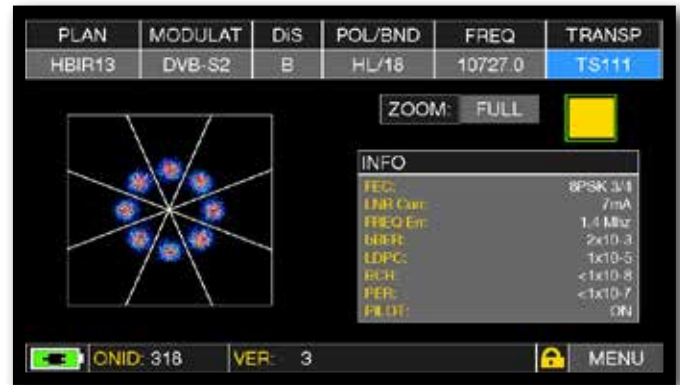 PLAN MODULAT DiS POL/BND FREQ TRANSP
HBIR13 DVB-S2 B HL/18 10727.0 TS111
ZOOM: FULL
INFO
FEC: 8PSK 3/4
LNB Curr: 7mA
FREQ Err: 1.4 Mhz
bBER: 2x10-3
LDPC: 1x10-5
BCH: <1x10-8
PER: <1x10-7
PILOT: ON
ONID: 318 VER: 3 MENU